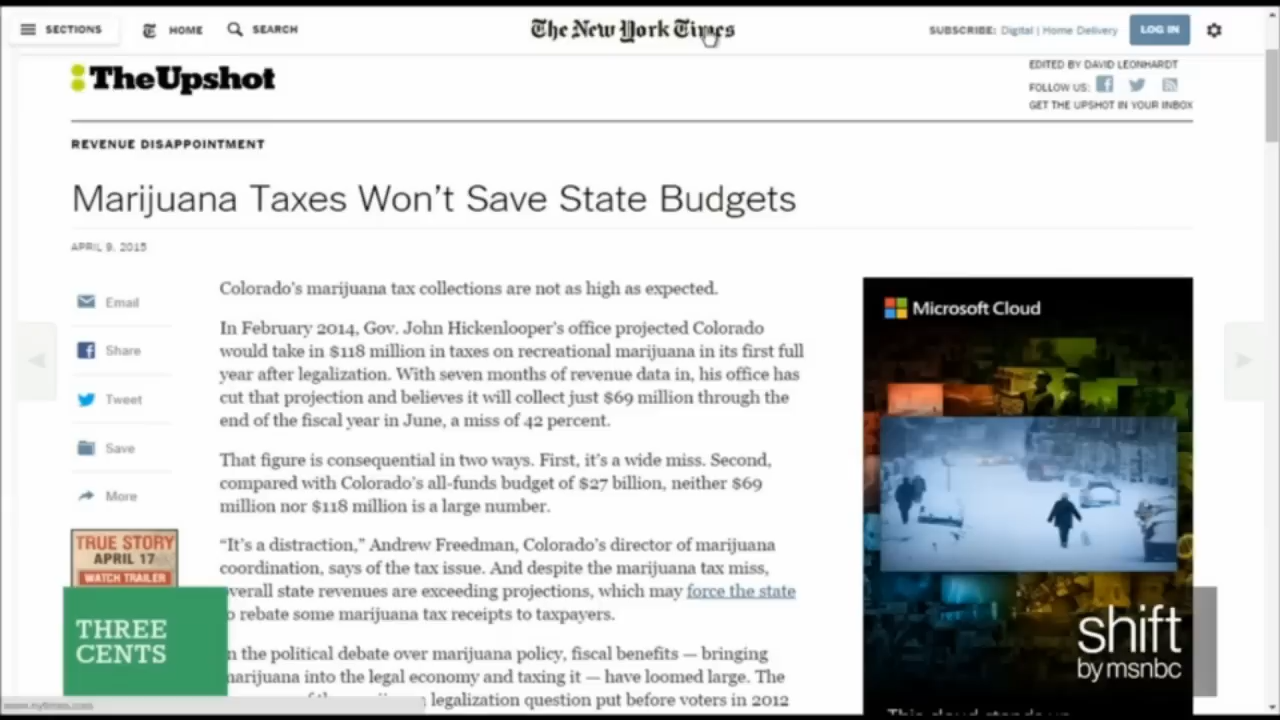 SECTIONS
HOME
SEARCH
The New York Times
SUBSCRIBE: Digital | Home Delivery
LOG IN
TheUpshot
EDITED BY DAVID LEONHARDT
FOLLOW US:
GET THE UPSHOT IN YOUR INBOX
REVENUE DISAPPOINTMENT
Marijuana Taxes Won't Save State Budgets
APRIL 9, 2015
Email
Share
Tweet
Save
More
TRUE STORY
APRIL 17
WATCH TRAILER
THREE
CENTS
Colorado's marijuana tax collections are not as high as expected.
In February 2014, Gov. John Hickenlooper's office projected Colorado
would take in $118 million in taxes on recreational marijuana in its first full
year after legalization. With seven months of revenue data in, his office has
cut that projection and believes it will collect just $69 million through the
end of the fiscal year in June, a miss of 42 percent.
That figure is consequential in two ways. First, it's a wide miss. Second,
compared with Colorado's all-funds budget of $27 billion, neither $69
million nor $118 million is a large number.
“It's a distraction,” Andrew Freedman, Colorado's director of marijuana
coordination, says of the tax issue. And despite the marijuana tax miss,
overall state revenues are exceeding projections, which may force the state
to rebate some marijuana tax receipts to taxpayers.
In the political debate over marijuana policy, fiscal benefits — bringing
marijuana into the legal economy and taxing it — have loomed large. The
legalization question put before voters in 2012
Microsoft Cloud
shift
by msnbc
www.nytimes.com